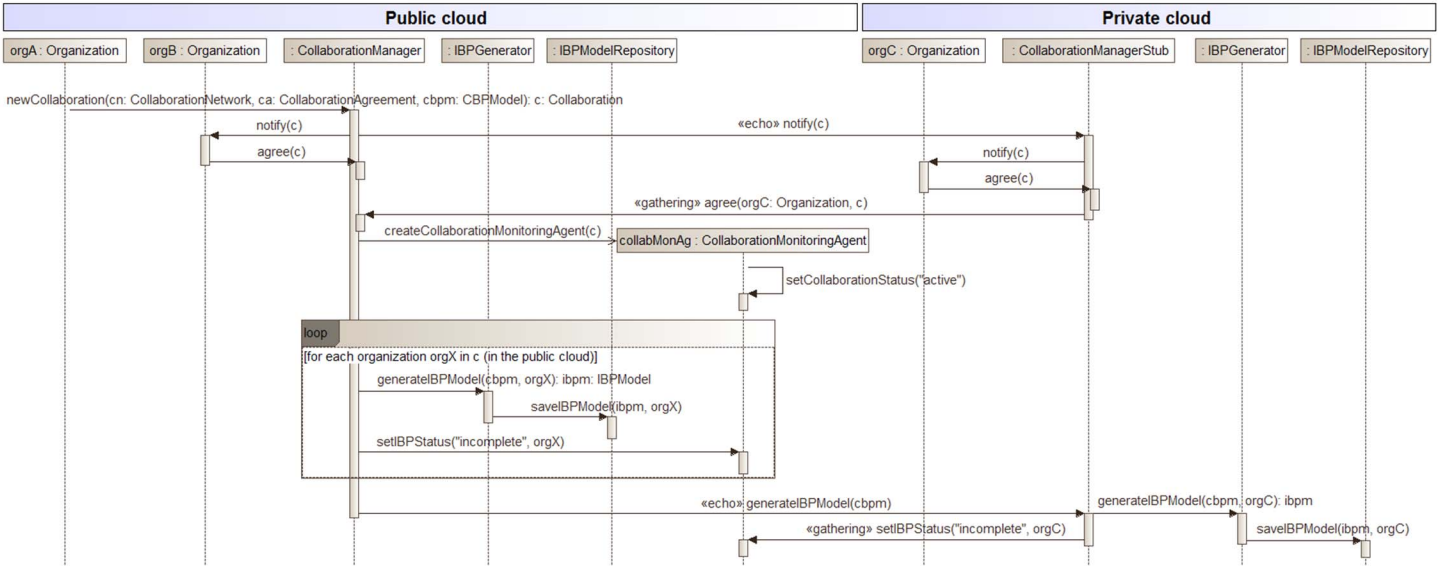 Public cloud
Private cloud
orgA : Organization
orgB : Organization
: CollaborationManager
: IBPGenerator
: IBPModelRepository
orgC : Organization
: CollaborationManagerStub
: IBPGenerator
: IBPModelRepository
newCollaboration(cn: CollaborationNetwork, ca: CollaborationAgreement, cbpm: CBPModel): c: Collaboration
notify(c)
«echo» notify(c)
agree(c)
notify(c)
agree(c)
«gathering» agree(orgC: Organization, c)
createCollaborationMonitoringAgent(c)
collabMonAg : CollaborationMonitoringAgent
setCollaborationStatus("active")
loop
[for each organization orgX in c (in the public cloud)]
generateIBPModel(cbpm, orgX): ibpm: IBPModel
saveIBPModel(ibpm, orgX)
setIBPStatus("incomplete", orgX)
«echo» generateIBPModel(cbpm)
generateIBPModel(cbpm, orgC): ibpm
«gathering» setIBPStatus("incomplete", orgC)
saveIBPModel(ibpm, orgC)